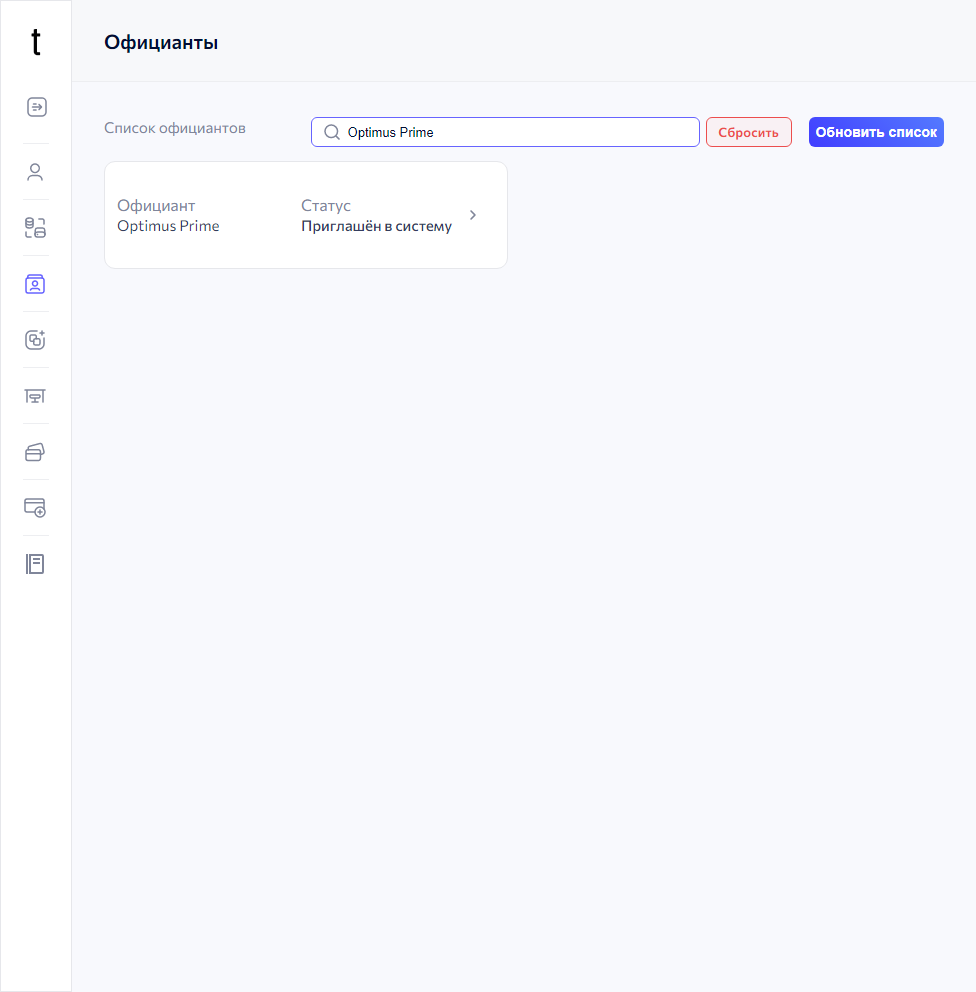 t
Официанты
Список официантов
Optimus Prime
Сбросить
Обновить список
Официант
Optimus Prime
Статус
Приглашён в систему